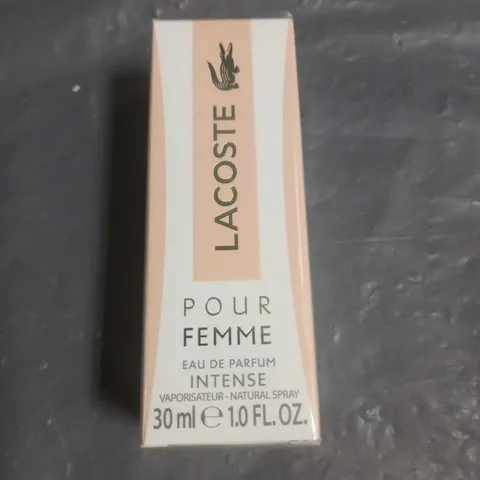 LACOSTE
POUR
FEMME
EAU DE PARFUM
INTENSE
VAPORISATEUR - NATURAL SPRAY
30 ml e 1.0 FL. OZ.